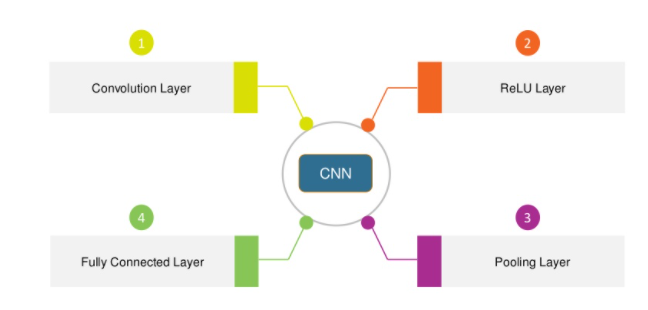 1
Convolution Layer
2
ReLU Layer
CNN
4
Fully Connected Layer
3
Pooling Layer